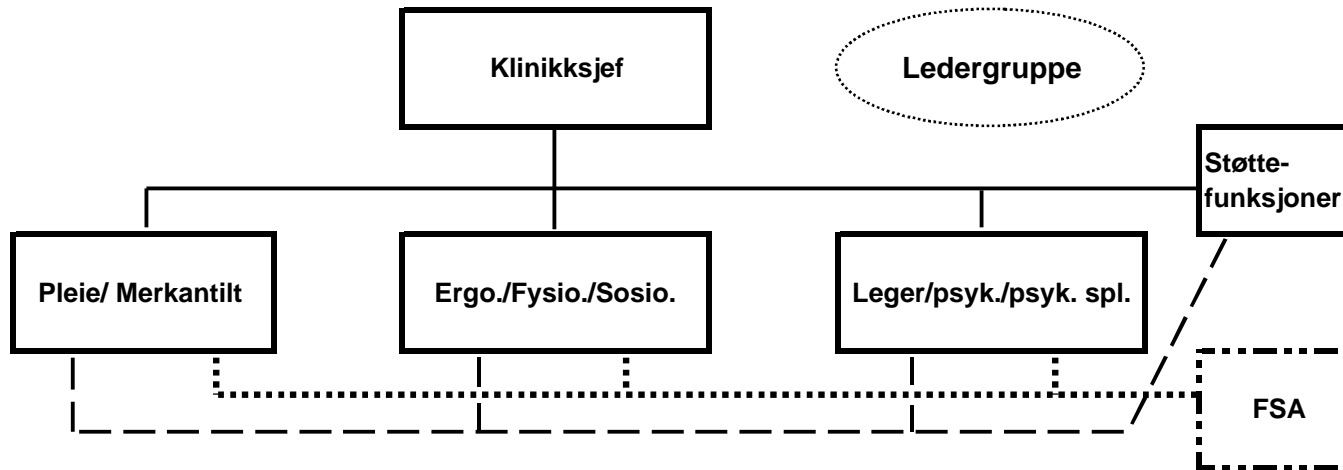 Klinikksjef
Ledergruppe
Støtte-
funksjoner
Pleie/ Merkantilt
Ergo./Fysio./Sosio.
Leger/psyk./psyk. spl.
FSA